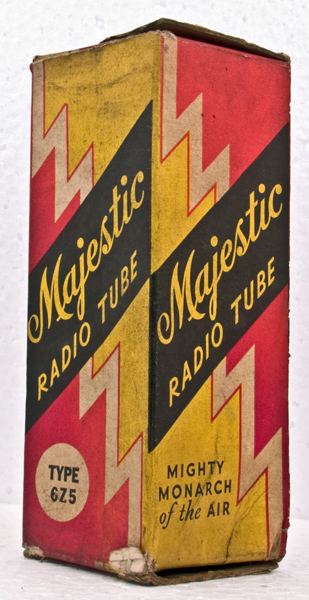 Majestic
RADIO TUBE
TYPE
6Z5
Majestic
RADIO TUBE
MIGHTY
MONARCH
of the AIR